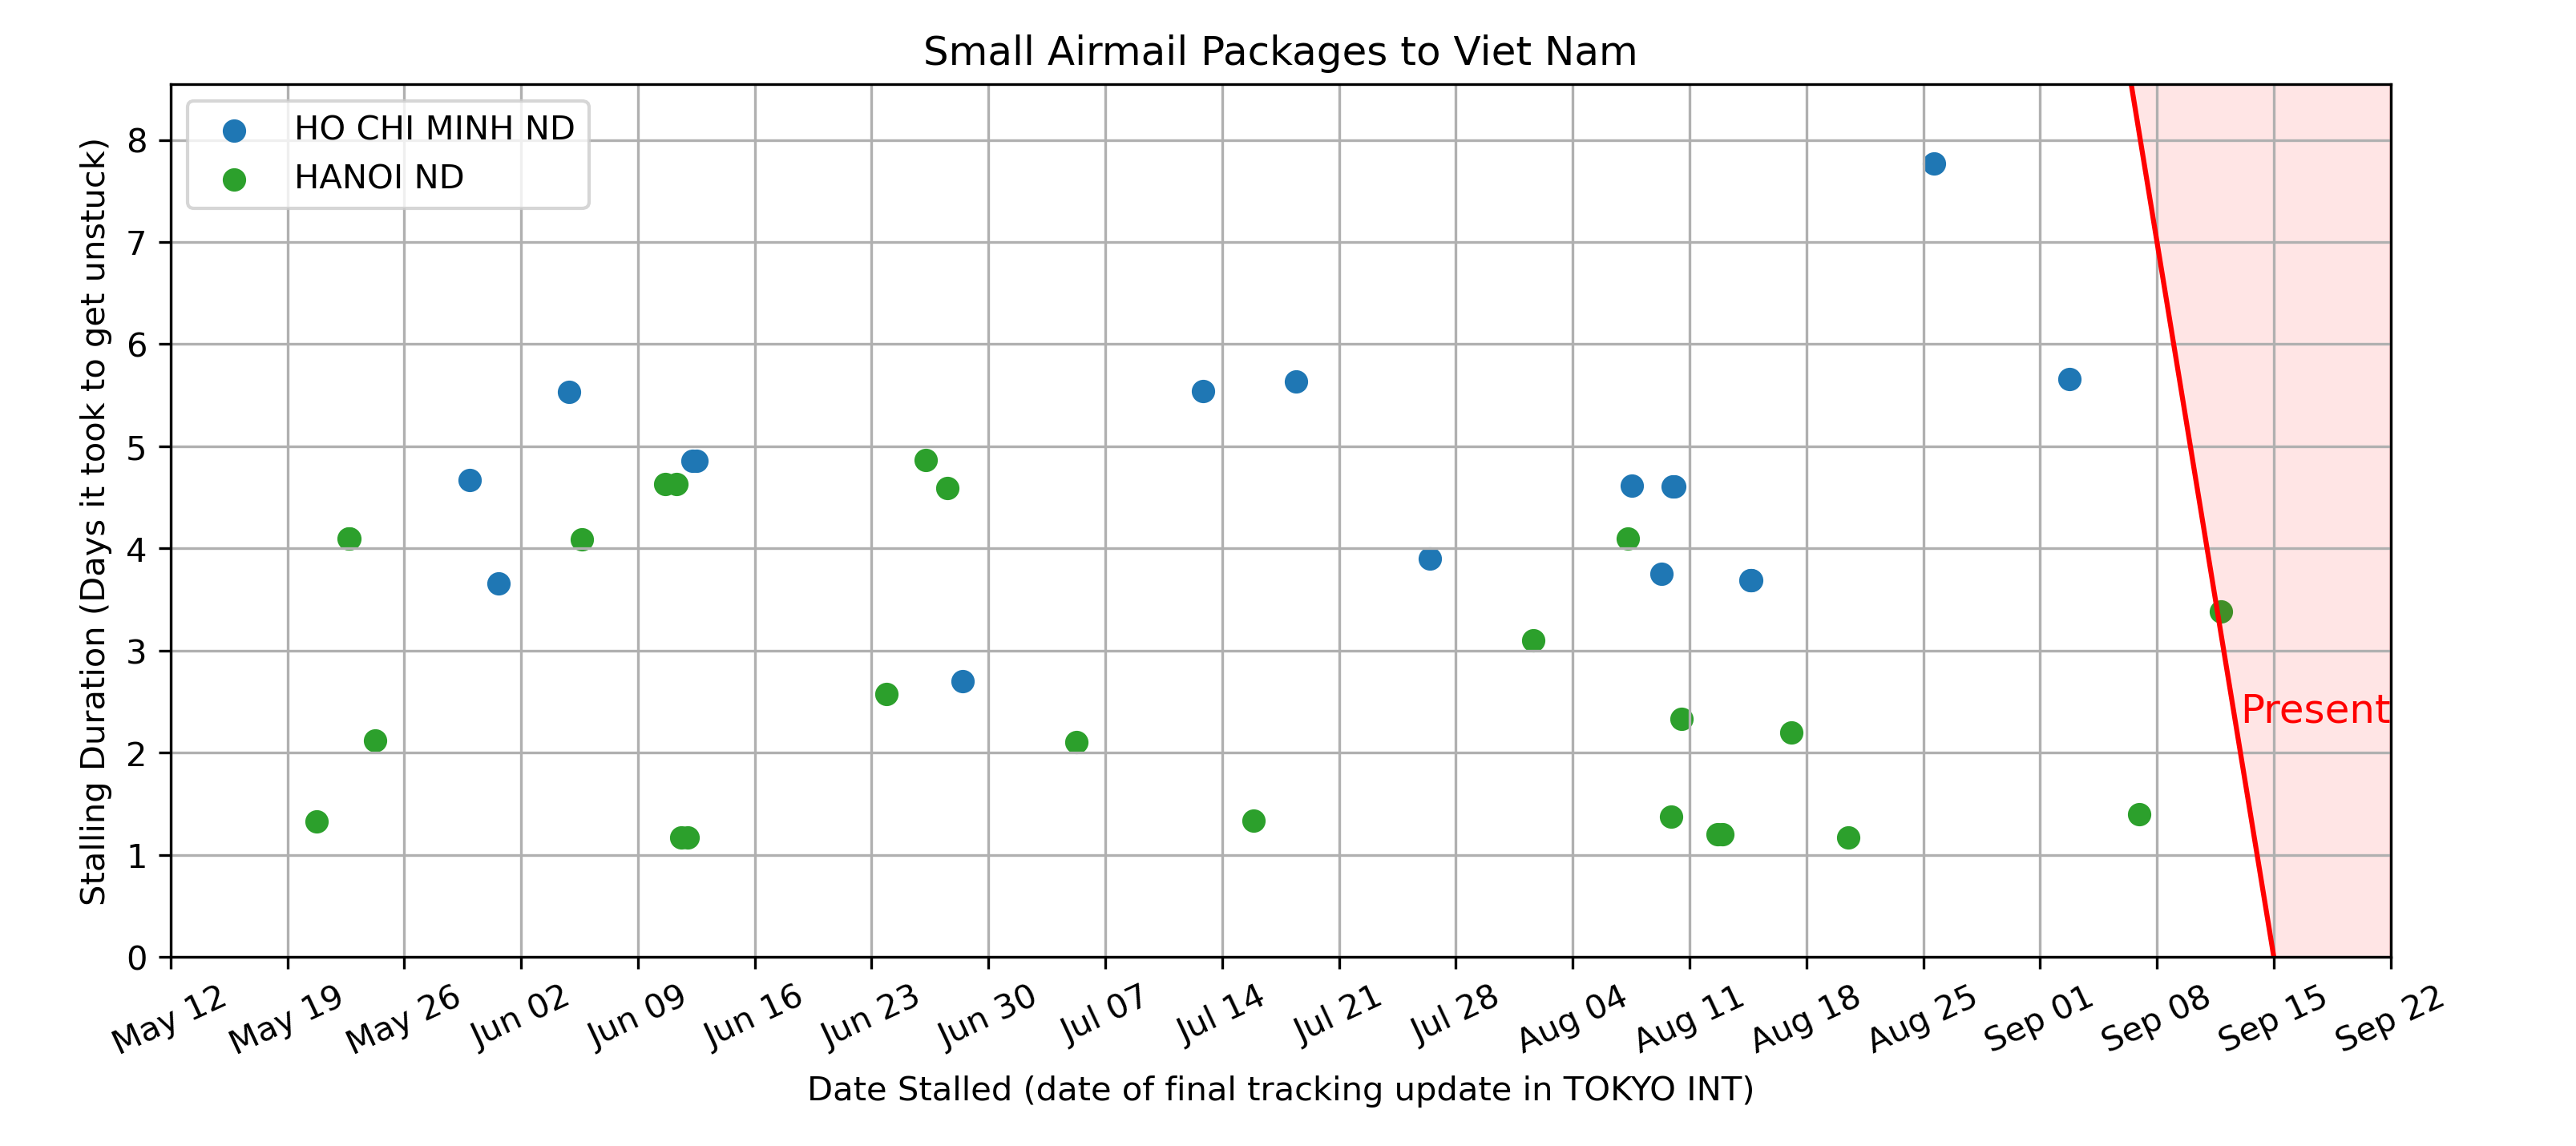 Small Airmail Packages to Viet Nam
HO CHI MINH ND
HANOI ND
Stalling Duration (Days it took to get unstuck)
8
7
6
5
4
3
2
1
0
Present
May 12
May 19
May 26
Jun 02
Jun 09
Jun 16
Jun 23
Jun 30
Jul 07
Jul 14
Jul 21
Jul 28
Aug 04
Aug 11
Aug 18
Aug 25
Sep 01
Sep 08
Sep 15
Sep 22
Date Stalled (date of final tracking update in TOKYO INT)